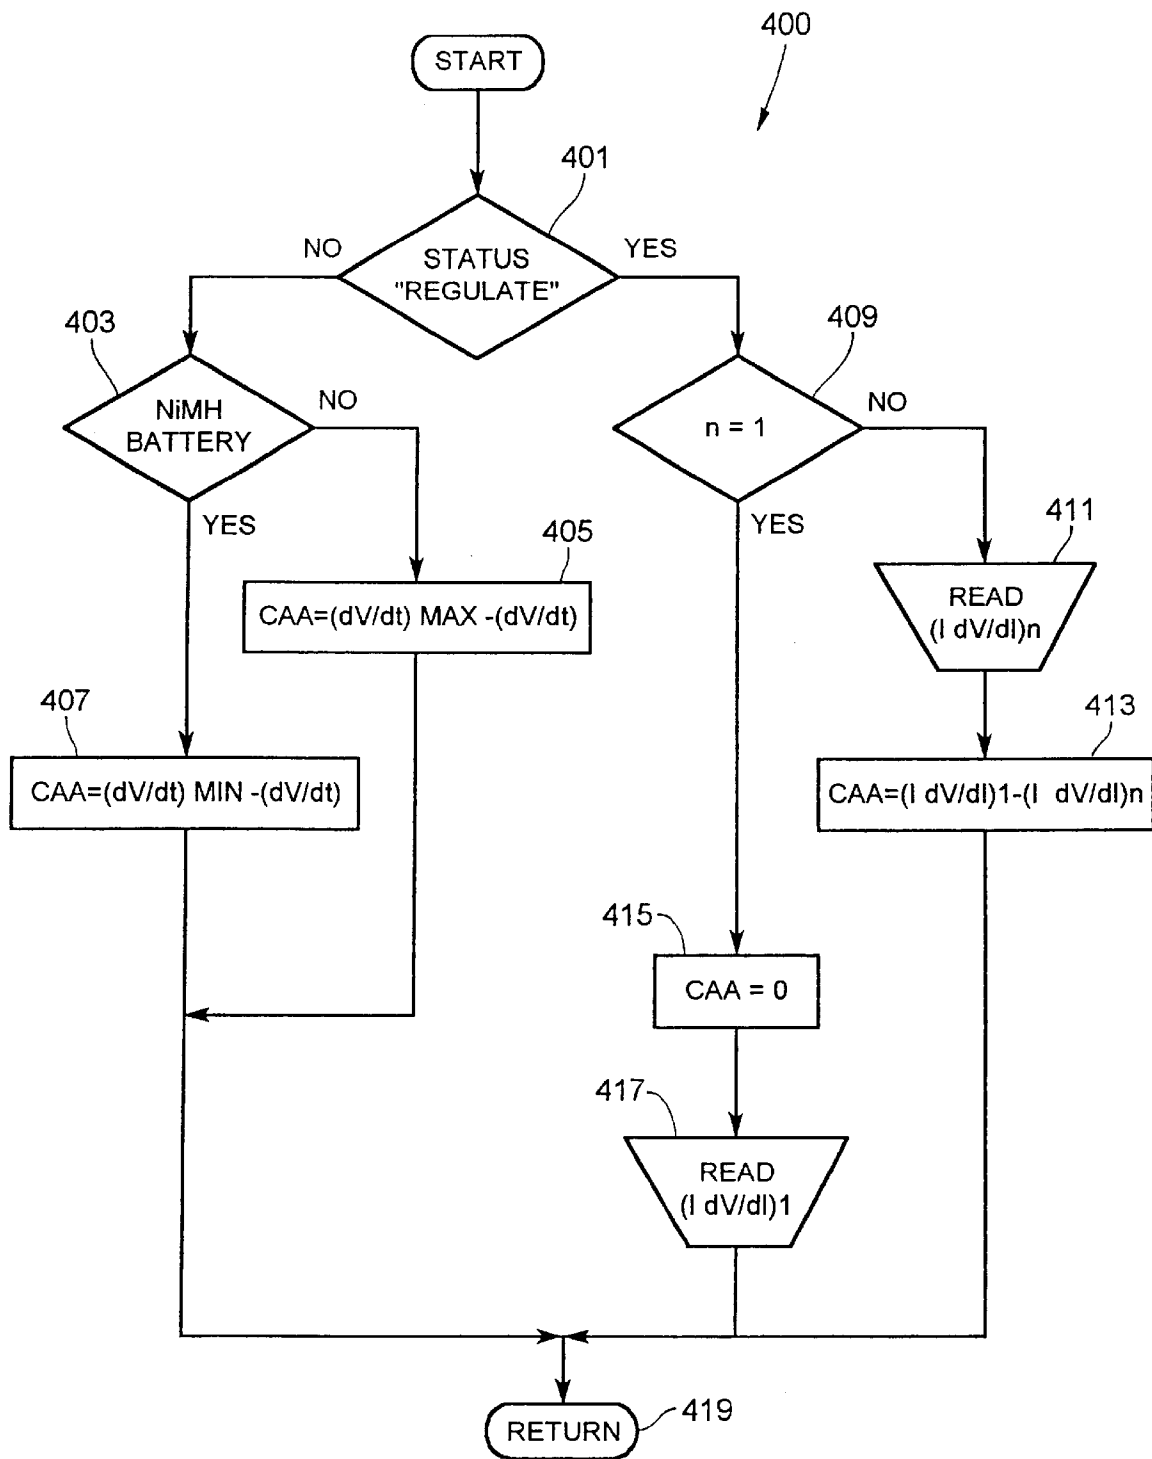 400
START
401
NO
YES
STATUS
"REGULATE"
403
409
NiMH
BATTERY
NO
n = 1
NO
YES
YES
405
411
CAA=(dV/dt) MAX -(dV/dt)
READ
(I dV/dI)n
407
413
CAA=(dV/dt) MIN -(dV/dt)
CAA=(I dV/dI)1-(I dV/dI)n
415
CAA = 0
417
READ
(I dV/dI)1
RETURN
419